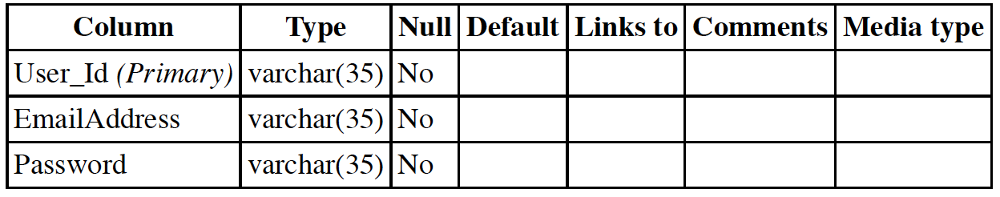 Column Type Null Default Links to Comments Media type
User_Id (Primary) varchar(35) No
EmailAddress varchar(35) No
Password varchar(35) No